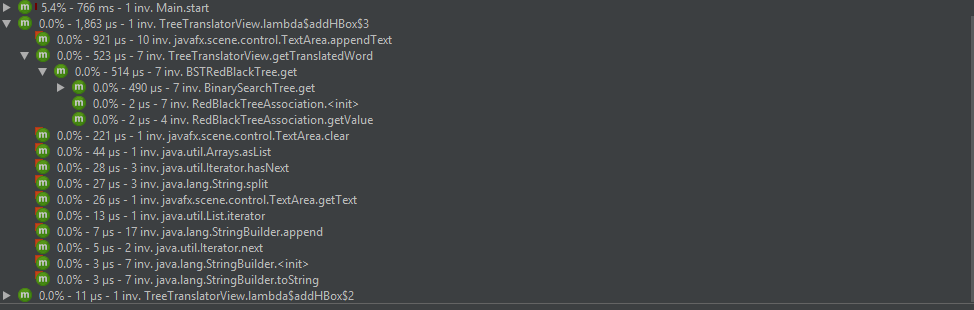 m 5.4% - 766 ms - 1 inv. Main.start
m 0.0% - 1,863 µs - 1 inv. TreeTranslatorView.lambda$addHBox$3
m 0.0% - 921 µs - 10 inv. javafx.scene.control.TextArea.appendText
m 0.0% - 523 µs - 7 inv. TreeTranslatorView.getTranslatedWord
m 0.0% - 514 µs - 7 inv. BSTRedBlackTree.get
m 0.0% - 490 µs - 7 inv. BinarySearchTree.get
m 0.0% - 2 µs - 7 inv. RedBlackTreeAssociation.<init>
m 0.0% - 2 µs - 4 inv. RedBlackTreeAssociation.getValue
m 0.0% - 221 µs - 1 inv. javafx.scene.control.TextArea.clear
m 0.0% - 44 µs - 1 inv. java.util.Arrays.asList
m 0.0% - 28 µs - 3 inv. java.util.Iterator.hasNext
m 0.0% - 27 µs - 3 inv. java.lang.String.split
m 0.0% - 26 µs - 1 inv. javafx.scene.control.TextArea.getText
m 0.0% - 13 µs - 1 inv. java.util.List.iterator
m 0.0% - 7 µs - 17 inv. java.lang.StringBuilder.append
m 0.0% - 5 µs - 2 inv. java.util.Iterator.next
m 0.0% - 3 µs - 7 inv. java.lang.StringBuilder.<init>
m 0.0% - 3 µs - 7 inv. java.lang.StringBuilder.toString
m 0.0% - 11 µs - 1 inv. TreeTranslatorView.lambda$addHBox$2